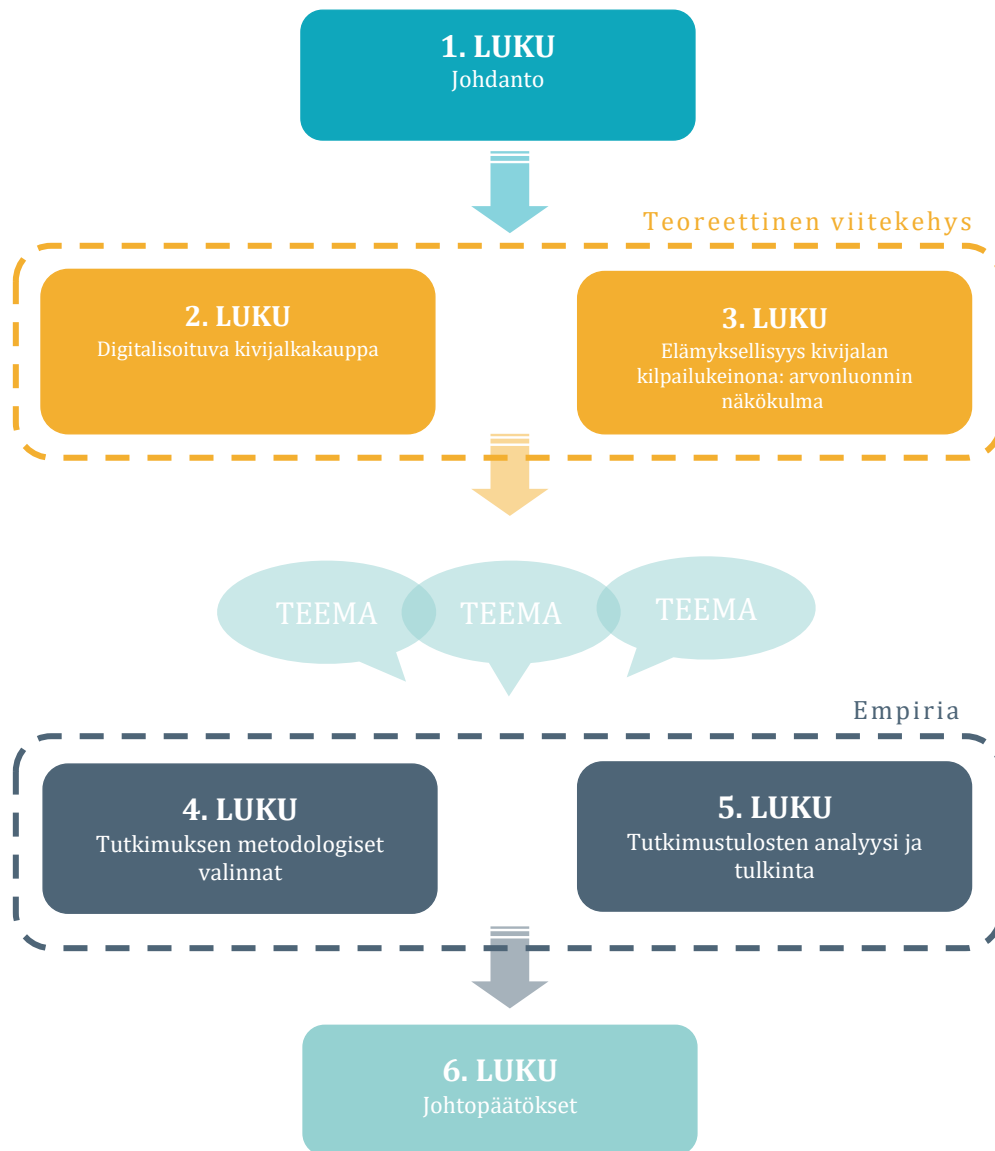 1. LUKU
Johdanto
Teoreettinen viitekehys
2. LUKU
Digitalisoituva kivijalkakauppa
3. LUKU
Elämyksellisyys kivijalan
kilpailukeinona: arvonluonnin
näkökulma
TEEMA
TEEMA
TEEMA
Empiria
4. LUKU
Tutkimuksen metodologiset
valinnat
5. LUKU
Tutkimustulosten analyysi ja
tulkinta
6. LUKU
Johtopäätökset